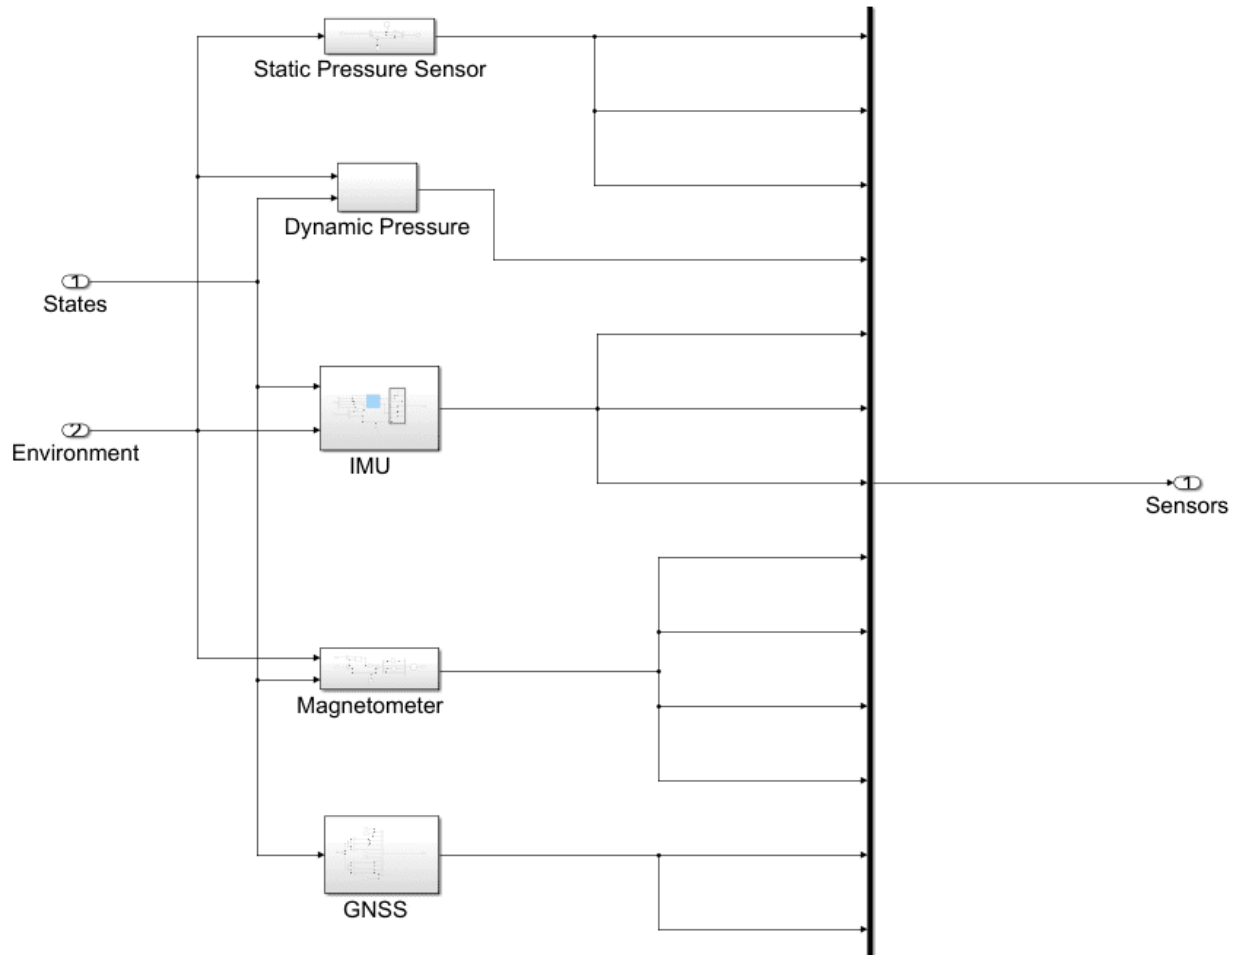 Static Pressure Sensor
Dynamic Pressure
1
States
2
Environment
IMU
1
Sensors
Magnetometer
GNSS